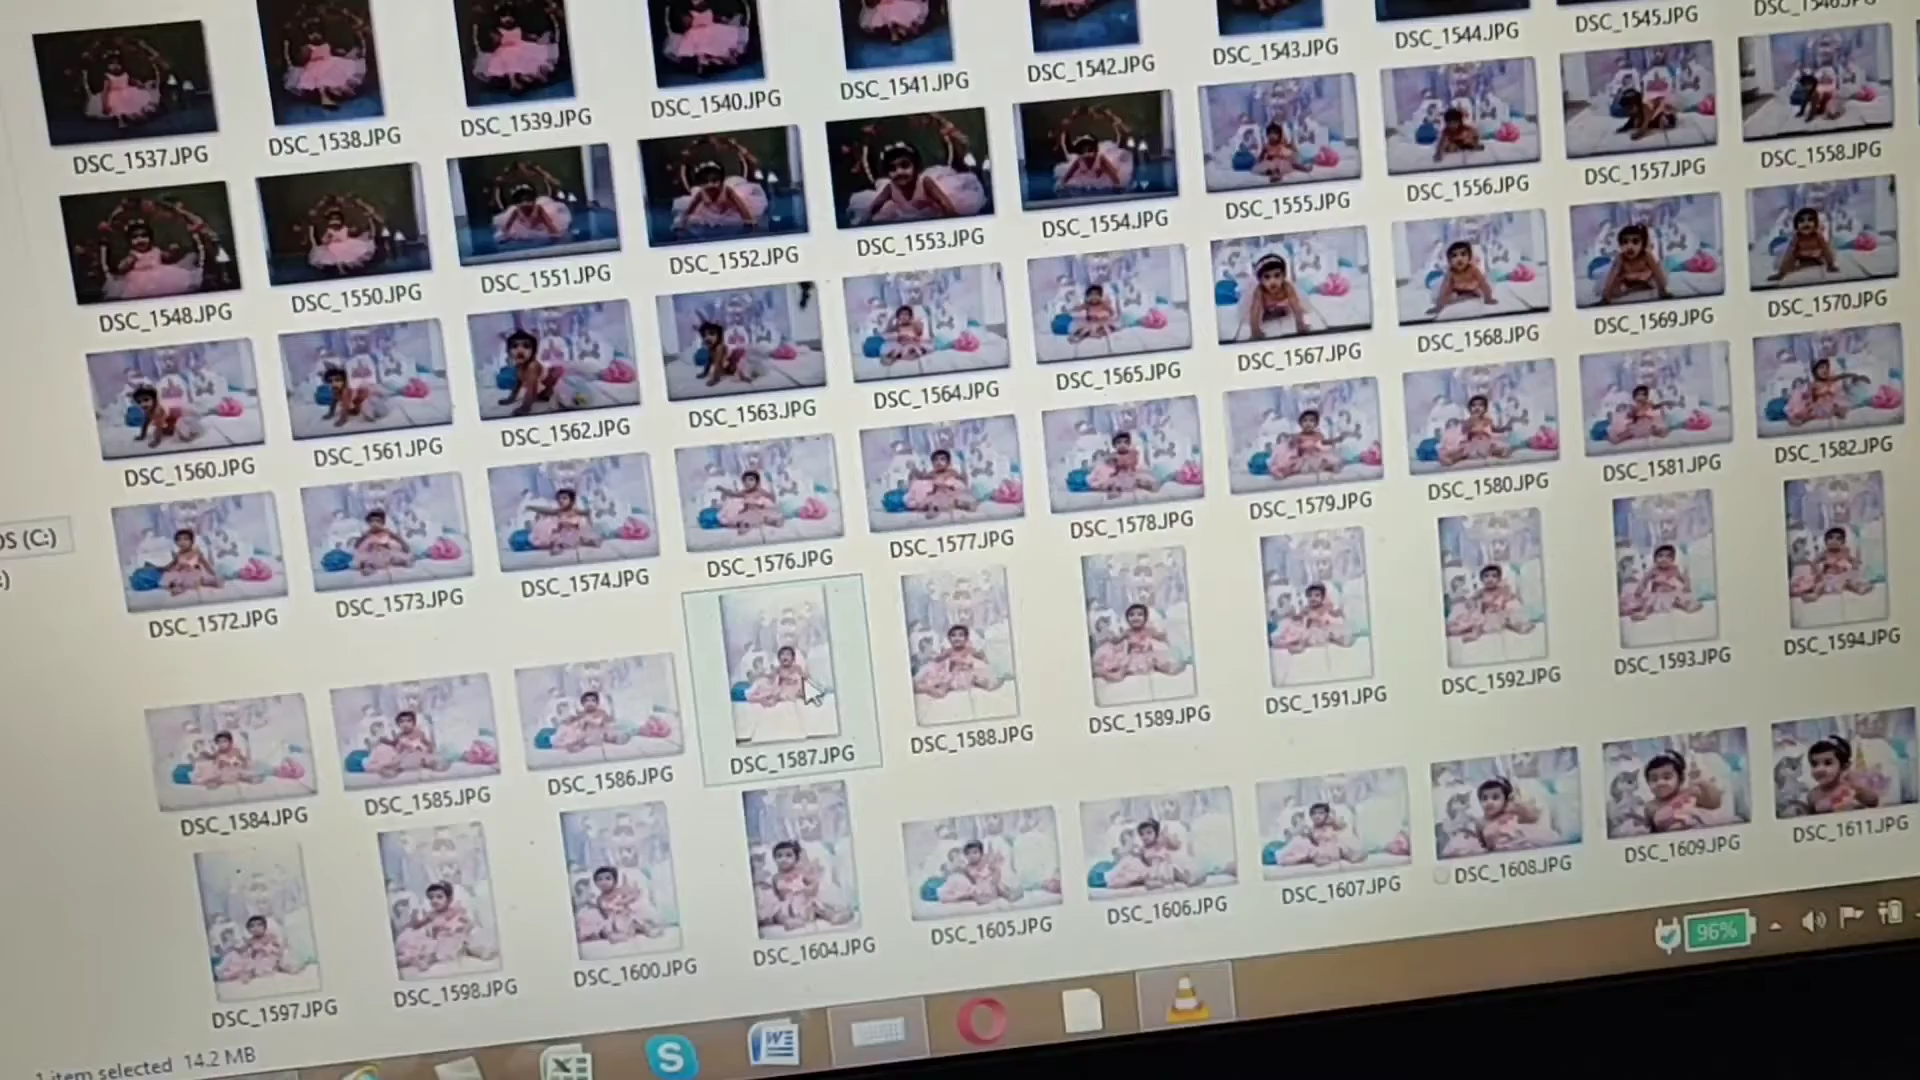 DSC_1537.JPG DSC_1538.JPG DSC_1539.JPG DSC_1540.JPG DSC_1541.JPG DSC_1542.JPG DSC_1543.JPG DSC_1544.JPG DSC_1545.JPG DSC_1546.JPG
DSC_1548.JPG DSC_1550.JPG DSC_1551.JPG DSC_1552.JPG DSC_1553.JPG DSC_1554.JPG DSC_1555.JPG DSC_1556.JPG DSC_1557.JPG DSC_1558.JPG
DSC_1560.JPG DSC_1561.JPG DSC_1562.JPG DSC_1563.JPG DSC_1564.JPG DSC_1565.JPG DSC_1567.JPG DSC_1568.JPG DSC_1569.JPG DSC_1570.JPG
OS (C:)
DSC_1572.JPG DSC_1573.JPG DSC_1574.JPG DSC_1576.JPG DSC_1577.JPG DSC_1578.JPG DSC_1579.JPG DSC_1580.JPG DSC_1581.JPG DSC_1582.JPG
DSC_1584.JPG DSC_1585.JPG DSC_1586.JPG DSC_1587.JPG DSC_1588.JPG DSC_1589.JPG DSC_1591.JPG DSC_1592.JPG DSC_1593.JPG DSC_1594.JPG
DSC_1597.JPG DSC_1598.JPG DSC_1600.JPG DSC_1604.JPG DSC_1605.JPG DSC_1606.JPG DSC_1607.JPG DSC_1608.JPG DSC_1609.JPG DSC_1611.JPG
1 item selected 14.2 MB
96%